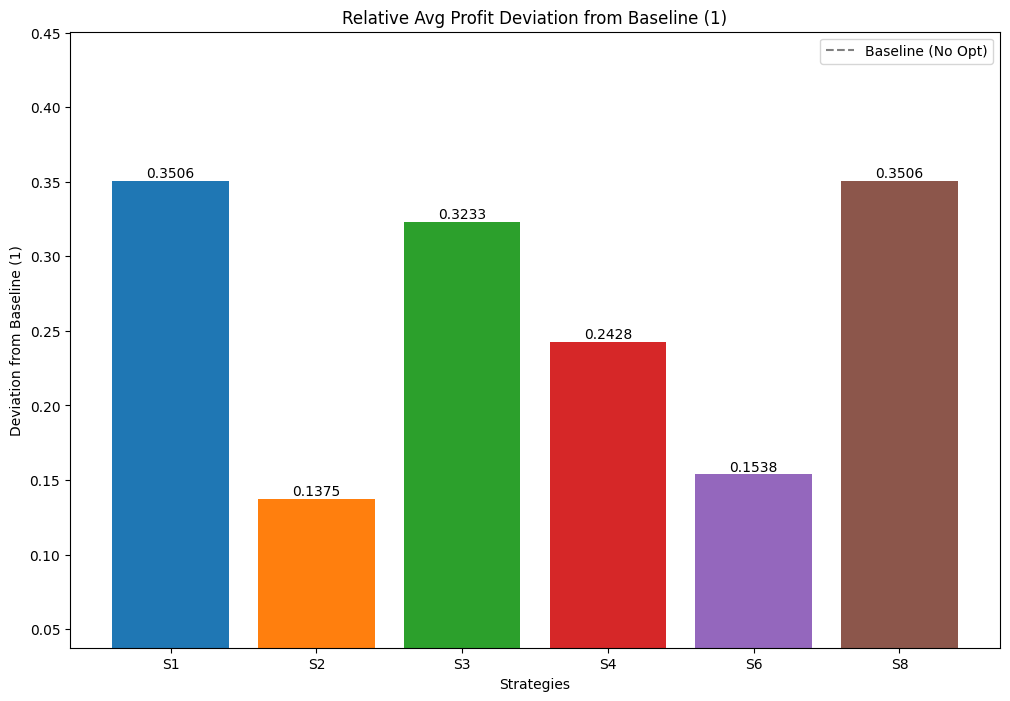 Relative Avg Profit Deviation from Baseline (1)
Baseline (No Opt)
Deviation from Baseline (1)
0.45
0.40
0.35
0.30
0.25
0.20
0.15
0.10
0.05
0.3506
0.1375
0.3233
0.2428
0.1538
0.3506
S1
S2
S3
S4
S6
S8
Strategies